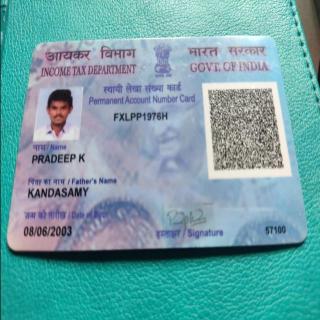 आयकर विभाग
INCOME TAX DEPARTMENT
भारत सरकार
GOVT. OF INDIA
स्थायी लेखा संख्या कार्ड
Permanent Account Number Card
FXLPP1976H
नाम / Name
PRADEEP K
पिता का नाम / Father's Name
KANDASAMY
जन्म की तारीख / Date of Birth
08/06/2003
हस्ताक्षर / Signature
57100